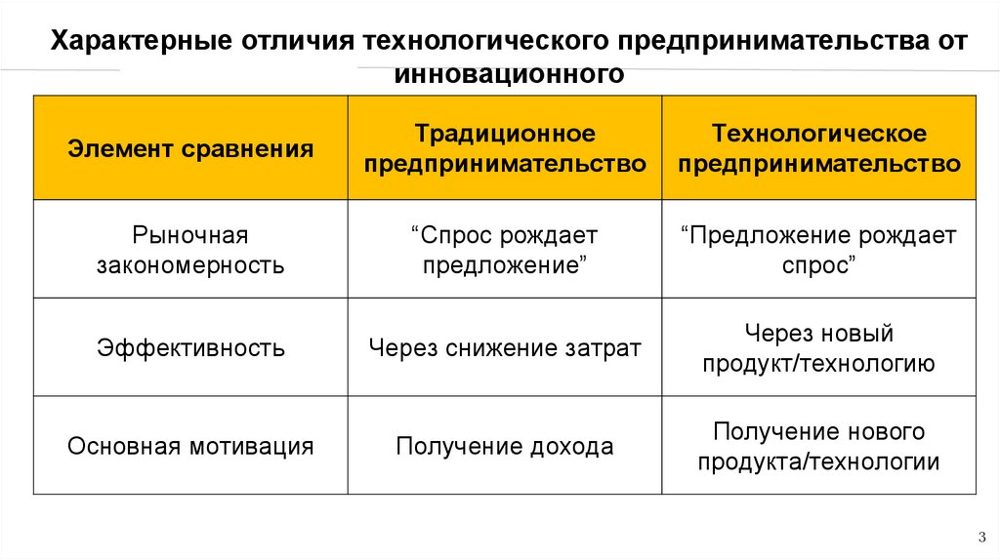 Характерные отличия технологического предпринимательства от
инновационного
Элемент сравнения
Традиционное
предпринимательство
Технологическое
предпринимательство
Рыночная
закономерность
“Спрос рождает
предложение”
“Предложение рождает
спрос”
Эффективность
Через снижение затрат
Через новый
продукт/технологию
Основная мотивация
Получение дохода
Получение нового
продукта/технологии
3